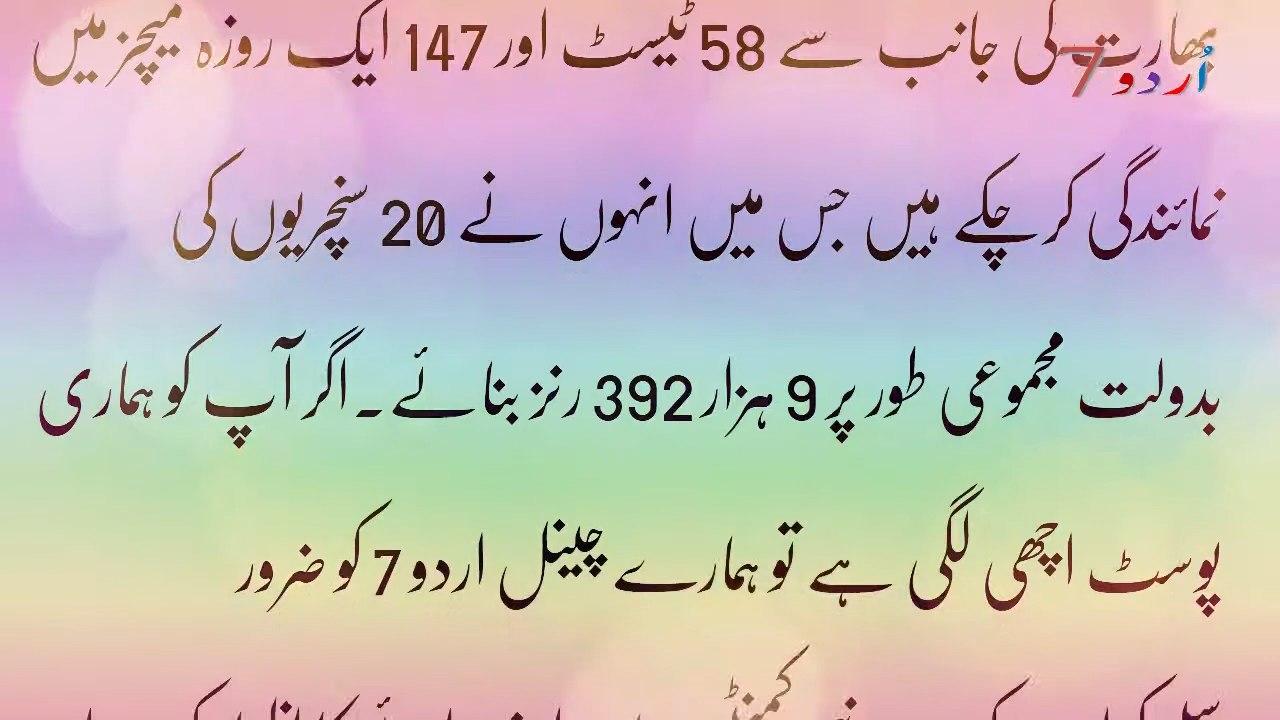 بھارت کی جانب سے 58 ٹیسٹ اور 147 ایک روزہ میچز میں
اُردو 7
نمائندگی کر چکے ہیں جس میں انہوں نے 20 سنچریوں کی
بدولت مجموعی طور پر 9 ہزار 392 رنز بنائے ۔ اگر آپ کو ہماری
پوسٹ اچھی لگی ہے تو ہمارے چینل اردو 7 کو ضرور